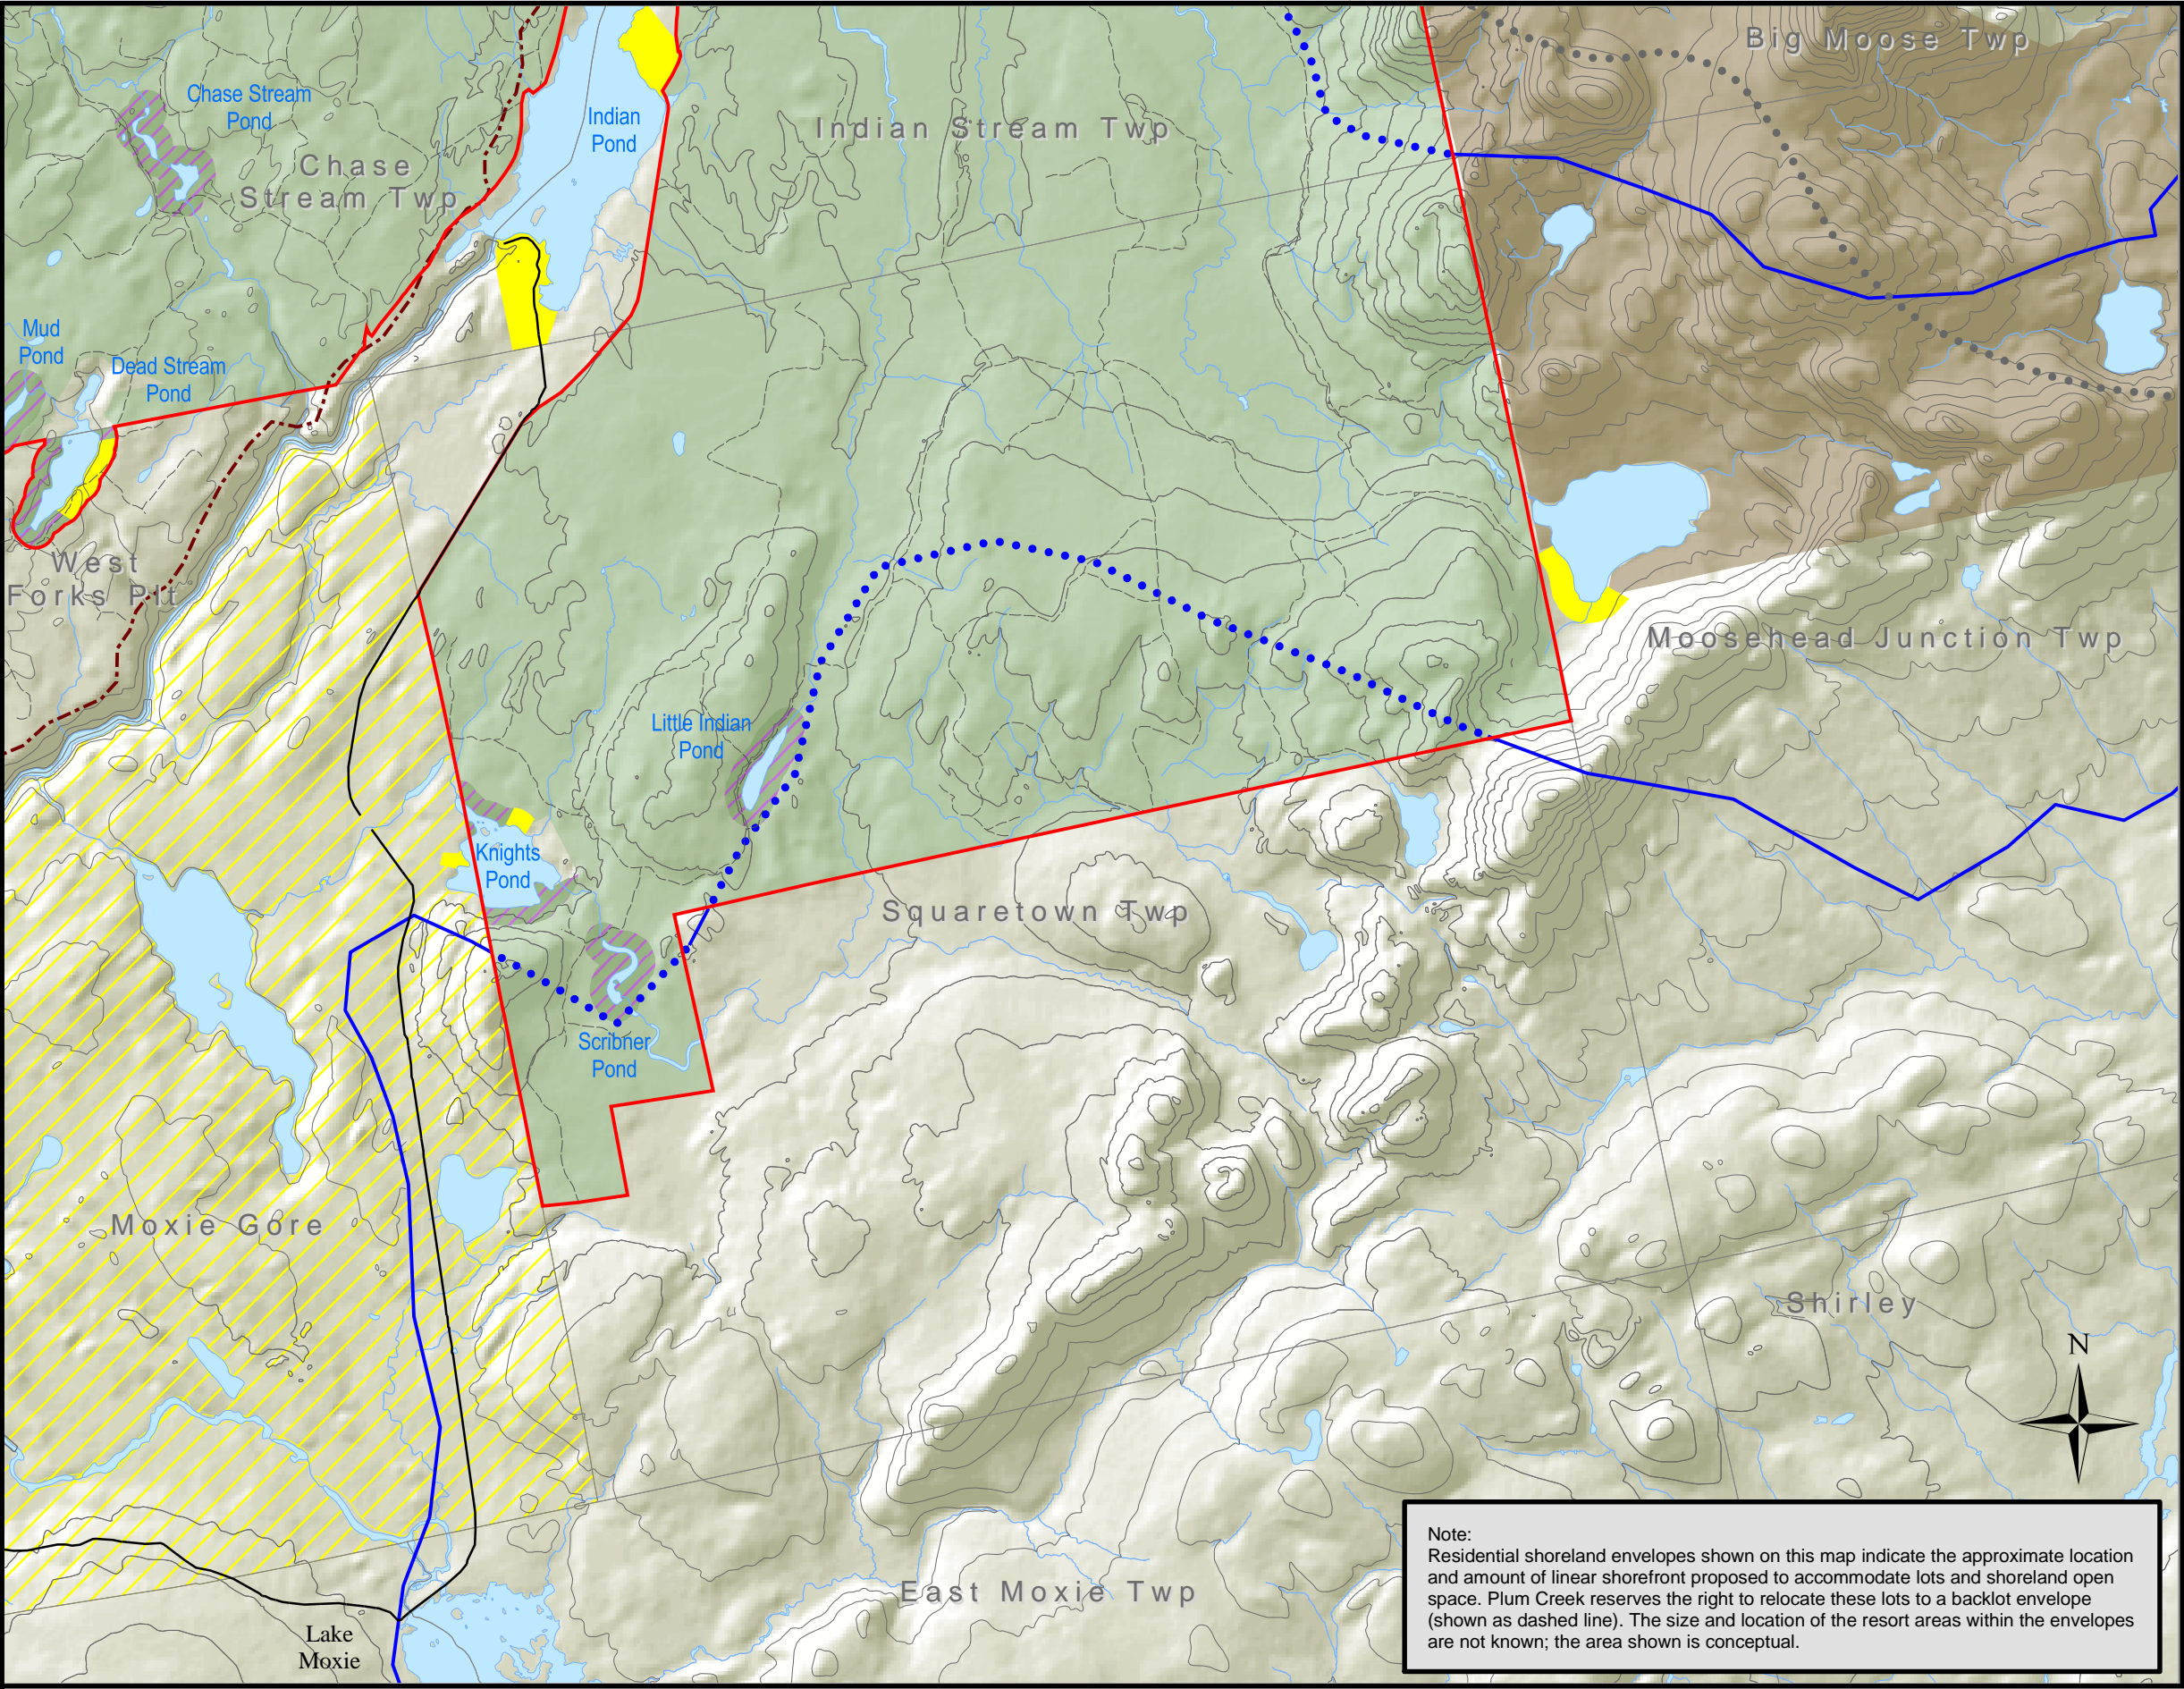 Big Moose Twp
Chase Stream
Pond
Indian
Pond
Indian Stream Twp
Chase
Stream Twp
Mud
Pond
Dead Stream
Pond
West
Forks Plt
Moosehead Junction Twp
Little Indian
Pond
Knights
Pond
Squaretown Twp
Scribner
Pond
Moxie Gore
Shirley
N
East Moxie Twp
Lake
Moxie
Note:
Residential shoreland envelopes shown on this map indicate the approximate location
and amount of linear shorefront proposed to accommodate lots and shoreland open
space. Plum Creek reserves the right to relocate these lots to a backlot envelope
(shown as dashed line). The size and location of the resort areas within the envelopes
are not known; the area shown is conceptual.